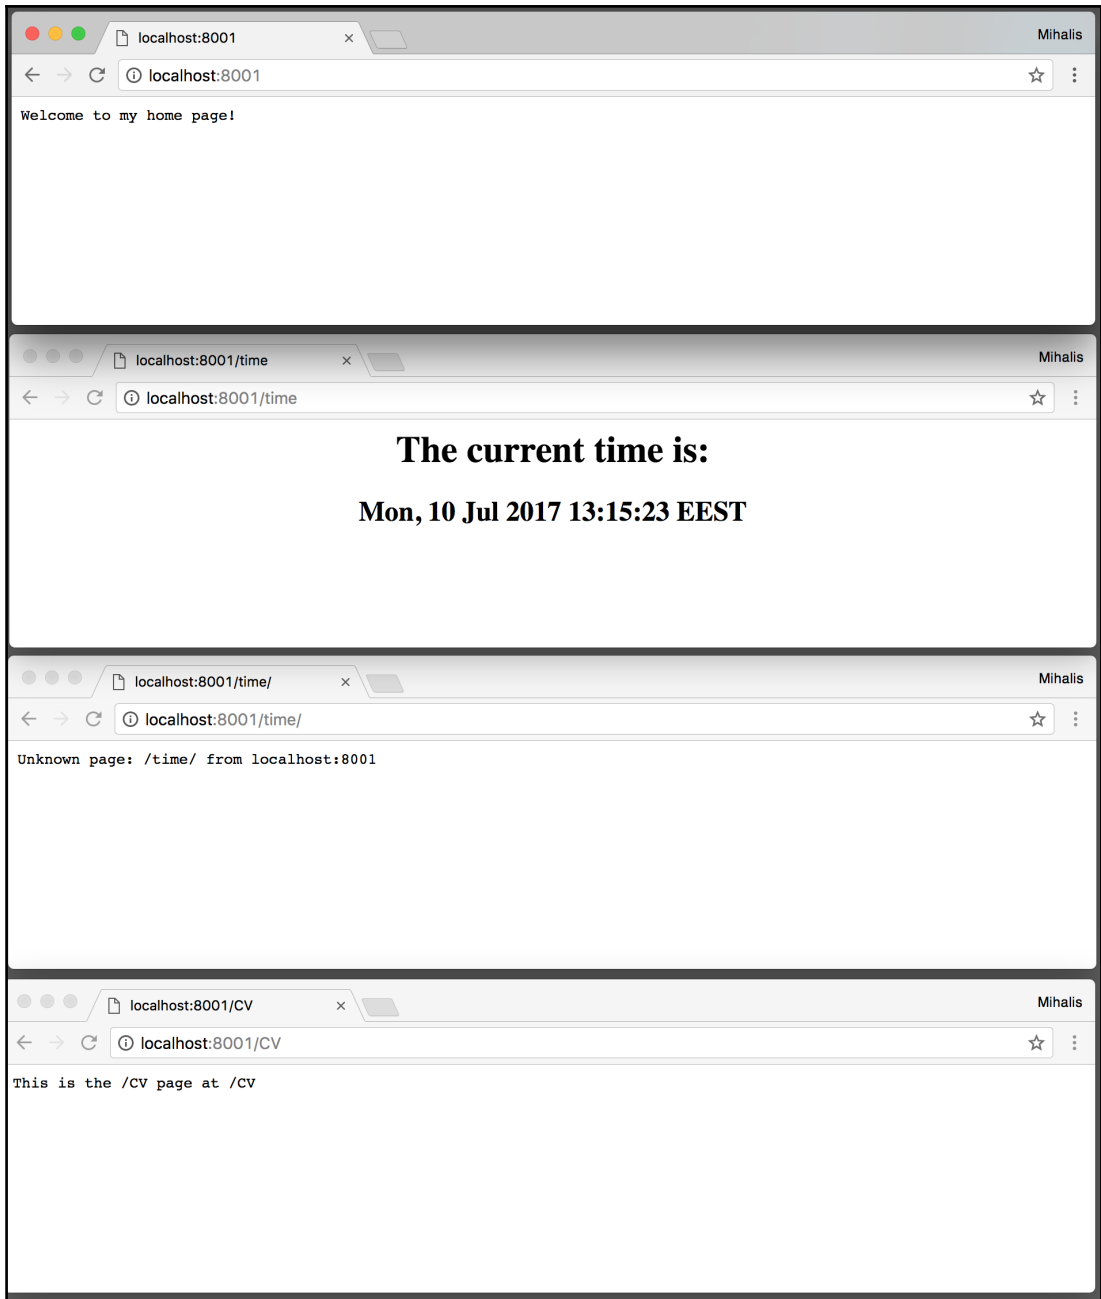 localhost:8001
Mihalis
localhost:8001
Welcome to my home page!
localhost:8001/time
Mihalis
localhost:8001/time
The current time is:
Mon, 10 Jul 2017 13:15:23 EEST
localhost:8001/time/
Mihalis
localhost:8001/time/
Unknown page: /time/ from localhost:8001
localhost:8001/CV
Mihalis
localhost:8001/CV
This is the /CV page at /CV